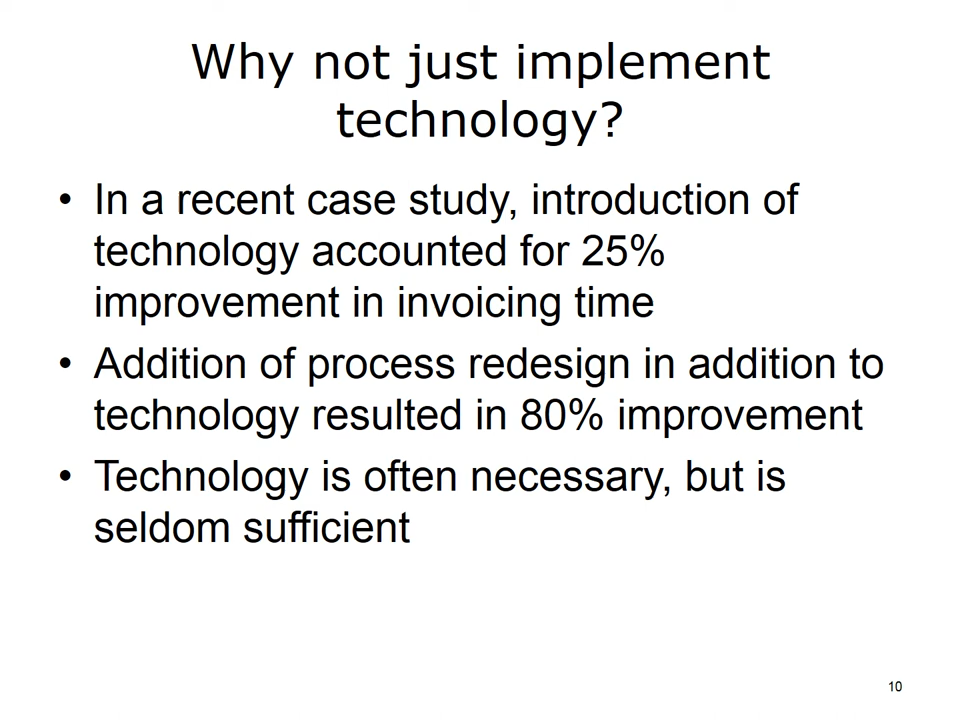 Why not just implement
technology?
• In a recent case study, introduction of
technology accounted for 25%
improvement in invoicing time
• Addition of process redesign in addition to
technology resulted in 80% improvement
• Technology is often necessary, but is
seldom sufficient
10